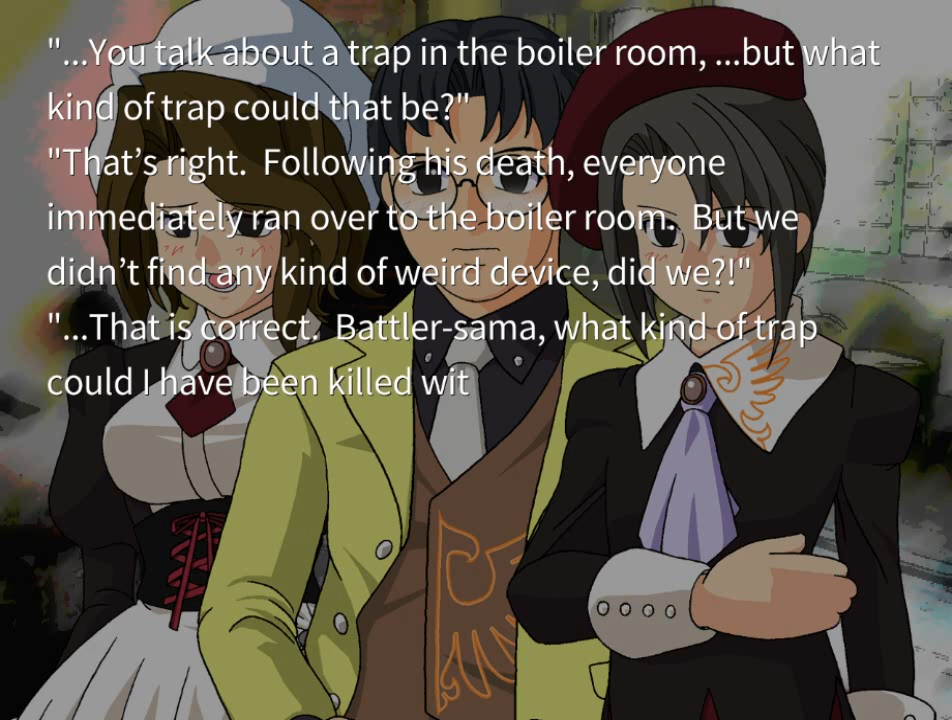 "...You talk about a trap in the boiler room, ...but what
kind of trap could that be?"
"That’s right.  Following his death, everyone
immediately ran over to the boiler room.  But we
didn’t find any kind of weird device, did we?!"
"...That is correct.  Battler-sama, what kind of trap
could I have been killed wit